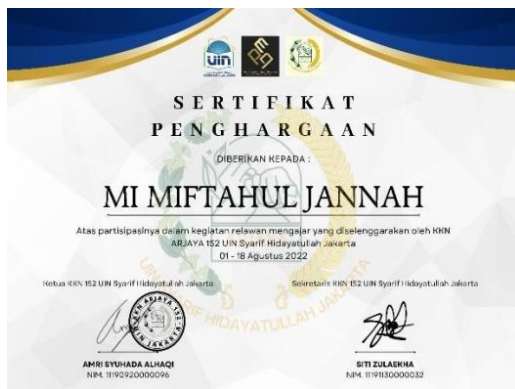 uin
SERTIFIKAT
PENGHARGAAN
DIBERIKAN KEPADA :
MI MIFTAHUL JANNAH
Atas partisipasinya dalam kegiatan relawan mengajar yang diselenggarakan oleh KKN
ARJAYA 152 UIN Syarif Hidayatullah Jakarta
01 - 18 Agustus 2022
Ketua KKN 152 UIN Syarif Hidayatullah Jakarta
Sekretaris KKN 152 UIN Syarif Hidayatullah Jakarta
AMRI SYUHADA ALHAQI
NIM. 11190920000096
SITI ZULAEKHA
NIM. 11191130000032